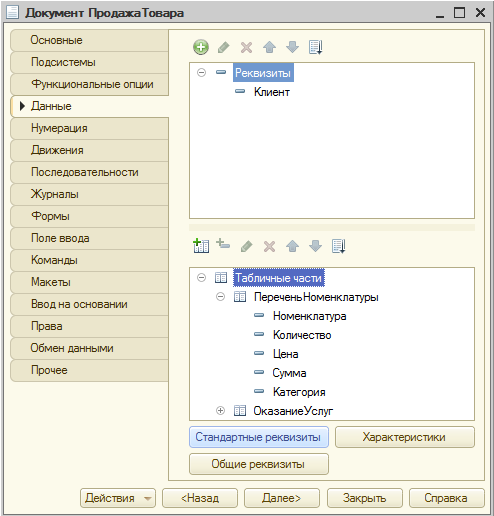 Документ ПродажаТовара
Основные
Подсистемы
Функциональные опции
Данные
Нумерация
Движения
Последовательности
Журналы
Формы
Поле ввода
Команды
Макеты
Ввод на основании
Права
Обмен данными
Прочее
Реквизиты
Клиент
Табличные части
ПереченьНоменклатуры
Номенклатура
Количество
Цена
Сумма
Категория
ОказаниеУслуг
Стандартные реквизиты
Характеристики
Общие реквизиты
Действия
<Назад
Далее>
Закрыть
Справка